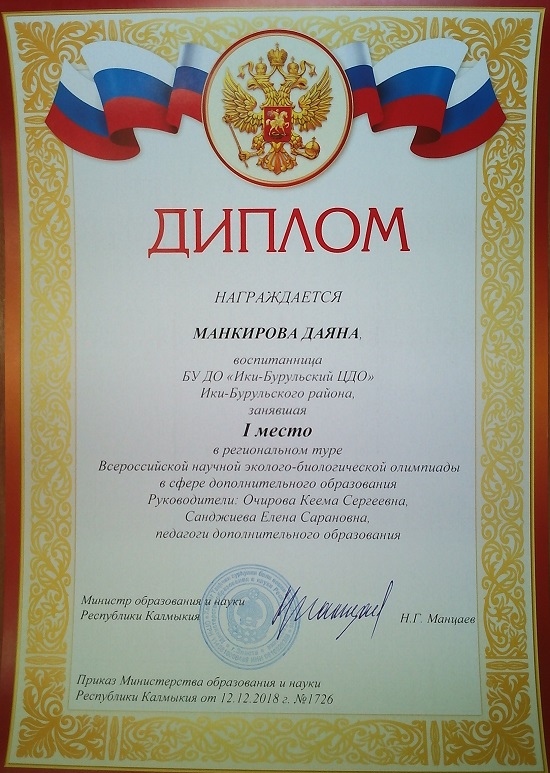 ДИПЛОМ
НАГРАЖДАЕТСЯ
МАНКИРОВА ДАЯНА,
воспитанница
БУ ДО «Ики-Бурульский ЦДО»
Ики-Бурульского района,
занявшая
I место
в региональном туре
Всероссийской научной эколого-биологической олимпиады
в сфере дополнительного образования
Руководители: Очирова Кеема Сергеевна,
Санджиева Елена Сарановна,
педагоги дополнительного образования
Министр образования и науки
Республики Калмыкия
Н.Г. Манцаев
Приказ Министерства образования и науки
Республики Калмыкия от 12.12.2018 г. №1726